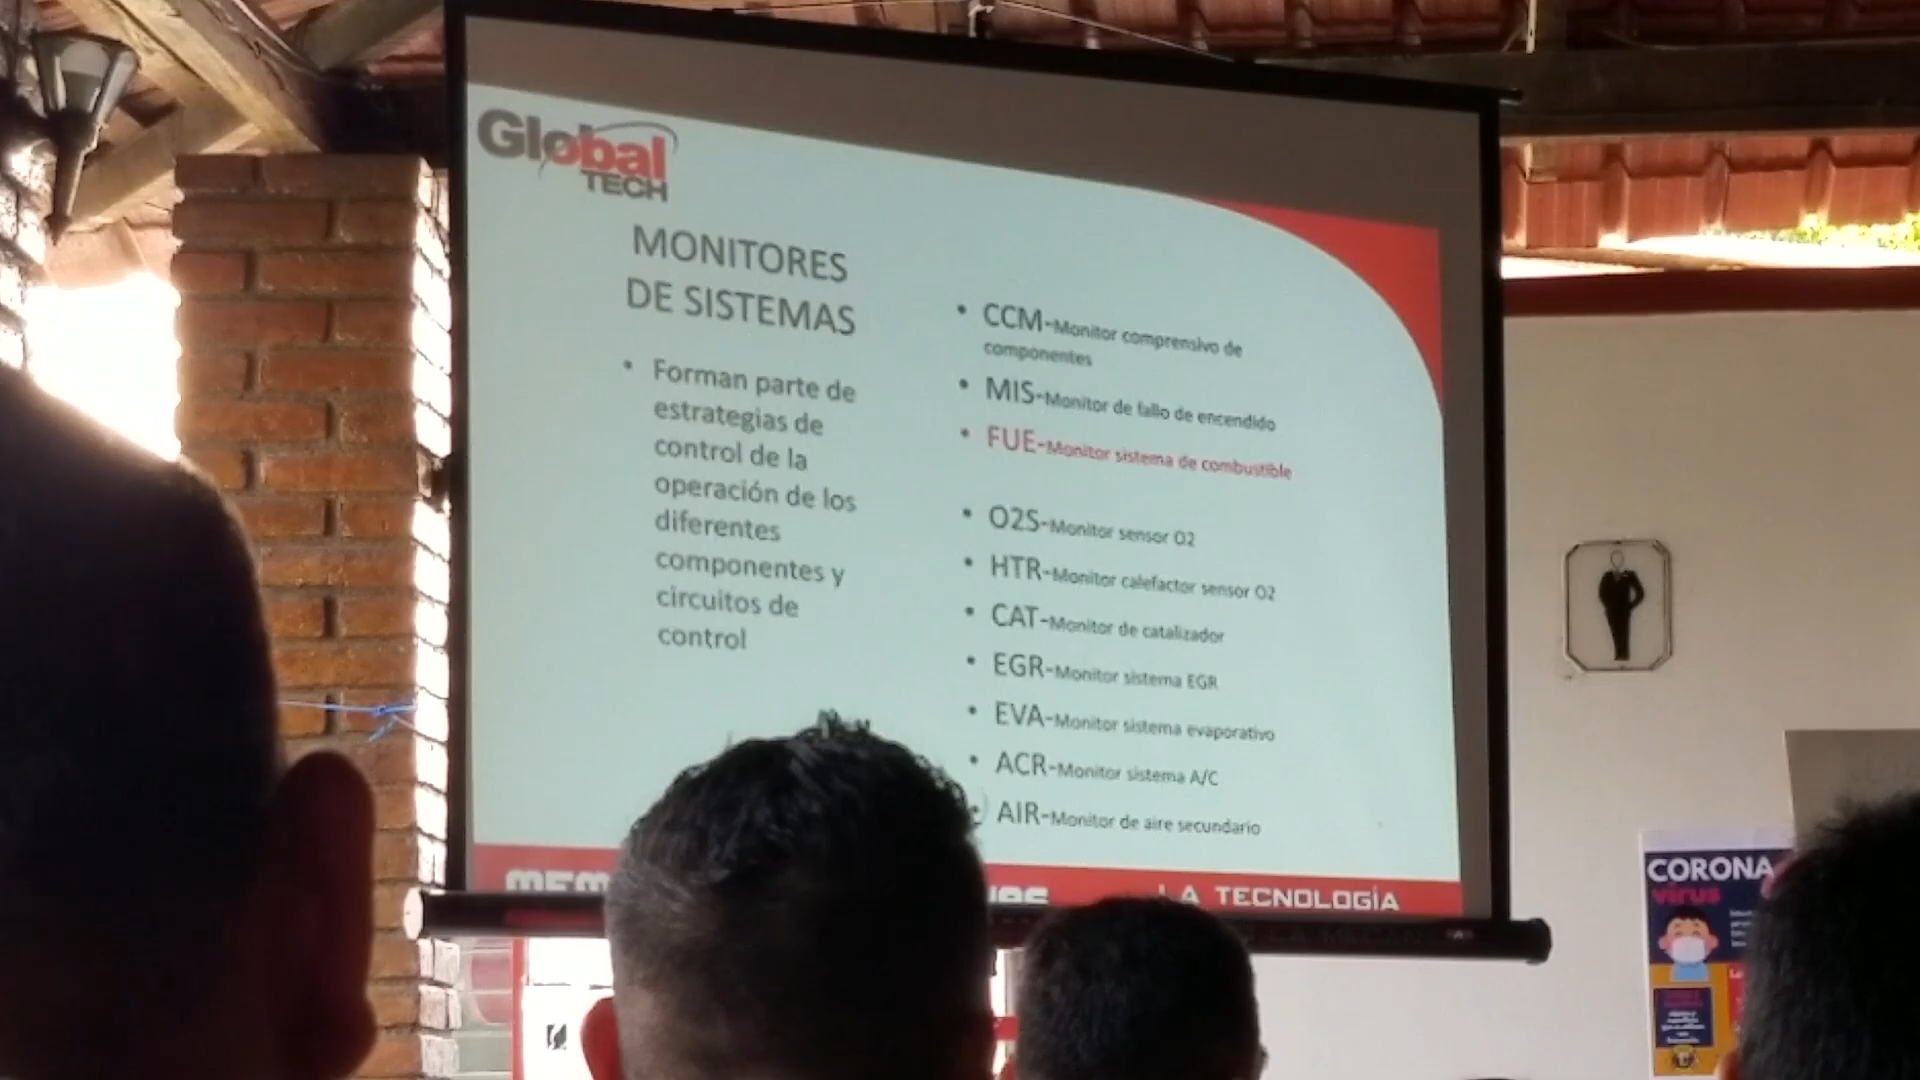 Global
TECH
MONITORES
DE SISTEMAS
• Forman parte de
estrategias de
control de la
operación de los
diferentes
componentes y
circuitos de
control
• CCM-Monitor comprensivo de
componentes
• MIS-Monitor de fallo de encendido
• FUE-Monitor sistema de combustible
• O2S-Monitor sensor O2
• HTR-Monitor calefactor sensor O2
• CAT-Monitor de catalizador
• EGR-Monitor sistema EGR
• EVA-Monitor sistema evaporativo
• ACR-Monitor sistema A/C
• AIR-Monitor de aire secundario
LA TECNOLOGÍA
CORONA
virus